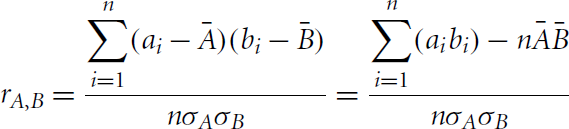 r_{A,B} = \frac{\sum_{i=1}^{n}(a_i - \bar{A})(b_i - \bar{B})}{n\sigma_A\sigma_B} = \frac{\sum_{i=1}^{n}(a_i b_i) - n\bar{A}\bar{B}}{n\sigma_A\sigma_B}